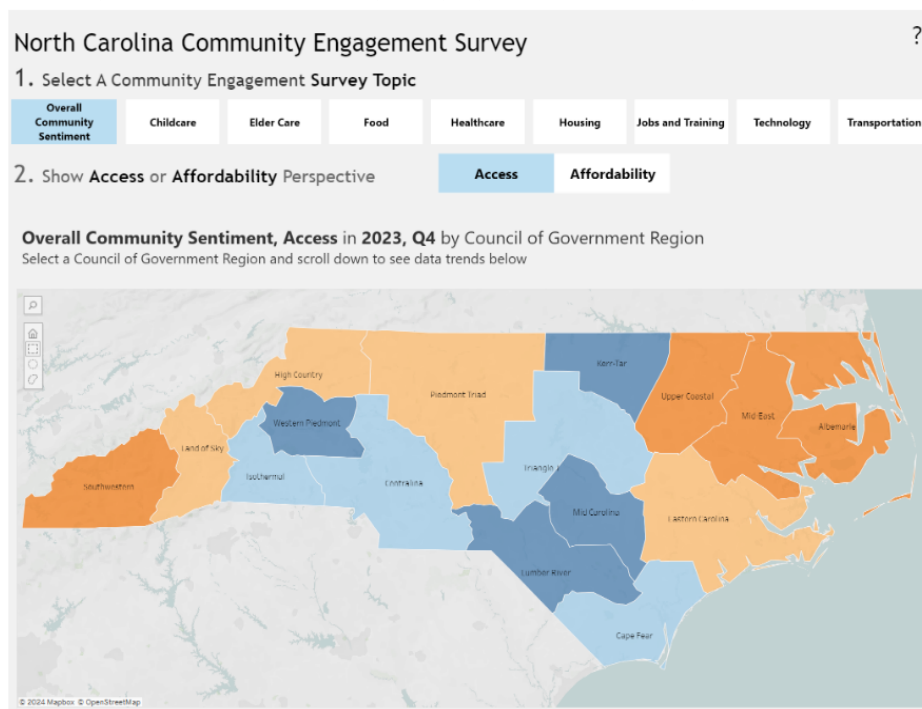 North Carolina Community Engagement Survey
?
1. Select A Community Engagement Survey Topic
Overall Community Sentiment
Childcare
Elder Care
Food
Healthcare
Housing
Jobs and Training
Technology
Transportation
2. Show Access or Affordability Perspective
Access
Affordability
Overall Community Sentiment, Access in 2023, Q4 by Council of Government Region
Select a Council of Government Region and scroll down to see data trends below
Kerr-Tar
High Country
Piedmont Triad
Upper Coastal
Mid-East
Western Piedmont
Albemarle
Land of Sky
Triangle J
Isothermal
Centralina
Southwestern
Mid Carolina
Eastern Carolina
Lumber River
Cape Fear
© 2024 Mapbox © OpenStreetMap